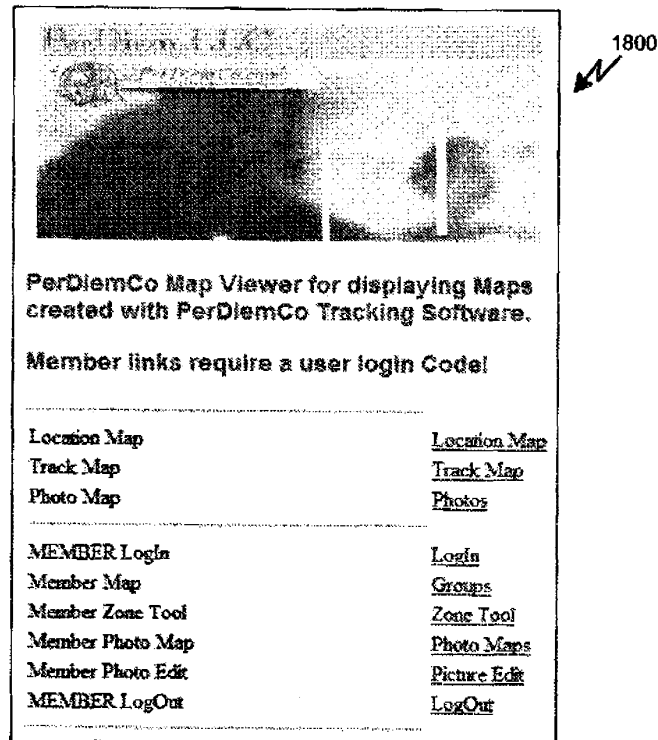 1800
PerDiem, LLC
PerDiemCo Map Viewer for displaying Maps
created with PerDiemCo Tracking Software.
Member links require a user login Code!
Location Map Location Map
Track Map Track Map
Photo Map Photos
MEMBER LogIn LogIn
Member Map Groups
Member Zone Tool Zone Tool
Member Photo Map Photo Maps
Member Photo Edit Picture Edit
MEMBER LogOut LogOut